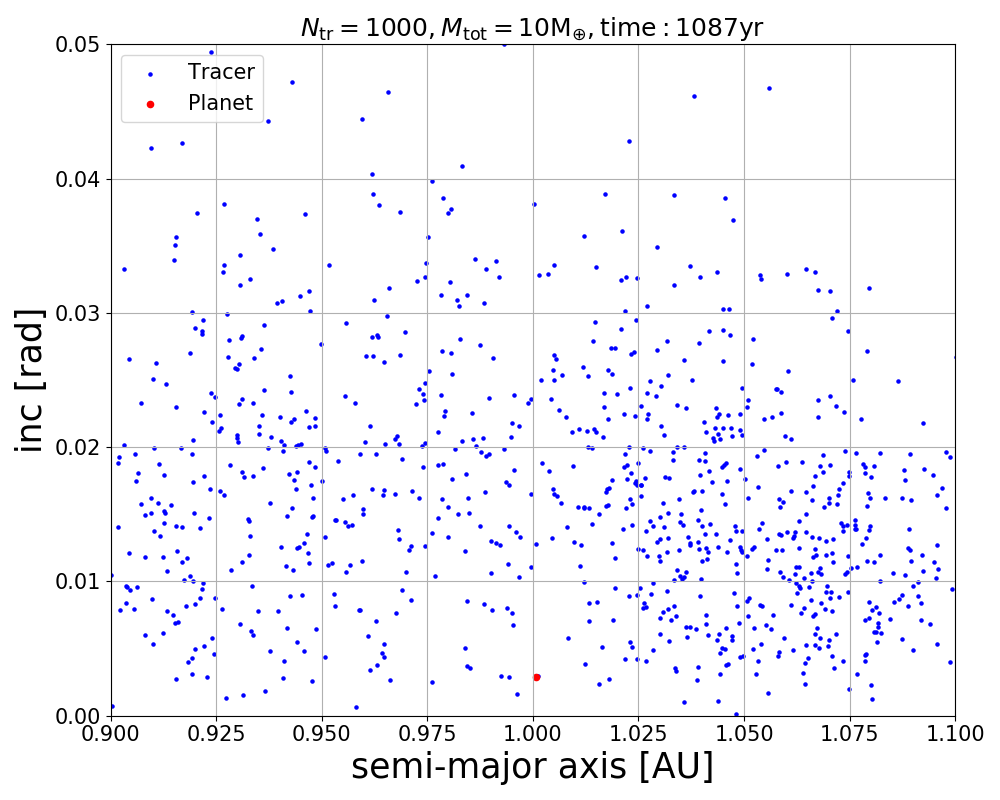 N_tr = 1000, M_tot = 10M_⊕, time : 1087yr
Tracer
Planet
0.05
0.04
0.03
0.02
0.01
0.00
inc [rad]
0.900 0.925 0.950 0.975 1.000 1.025 1.050 1.075 1.100
semi-major axis [AU]